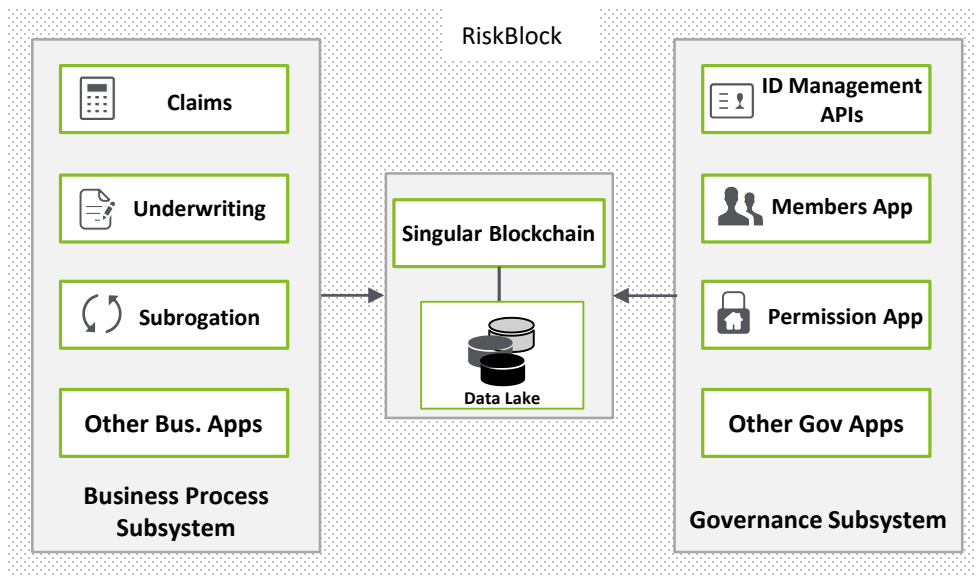 RiskBlock
Claims
Underwriting
Subrogation
Other Bus. Apps
Business Process
Subsystem
Singular Blockchain
Data Lake
ID Management
APIs
Members App
Permission App
Other Gov Apps
Governance Subsystem